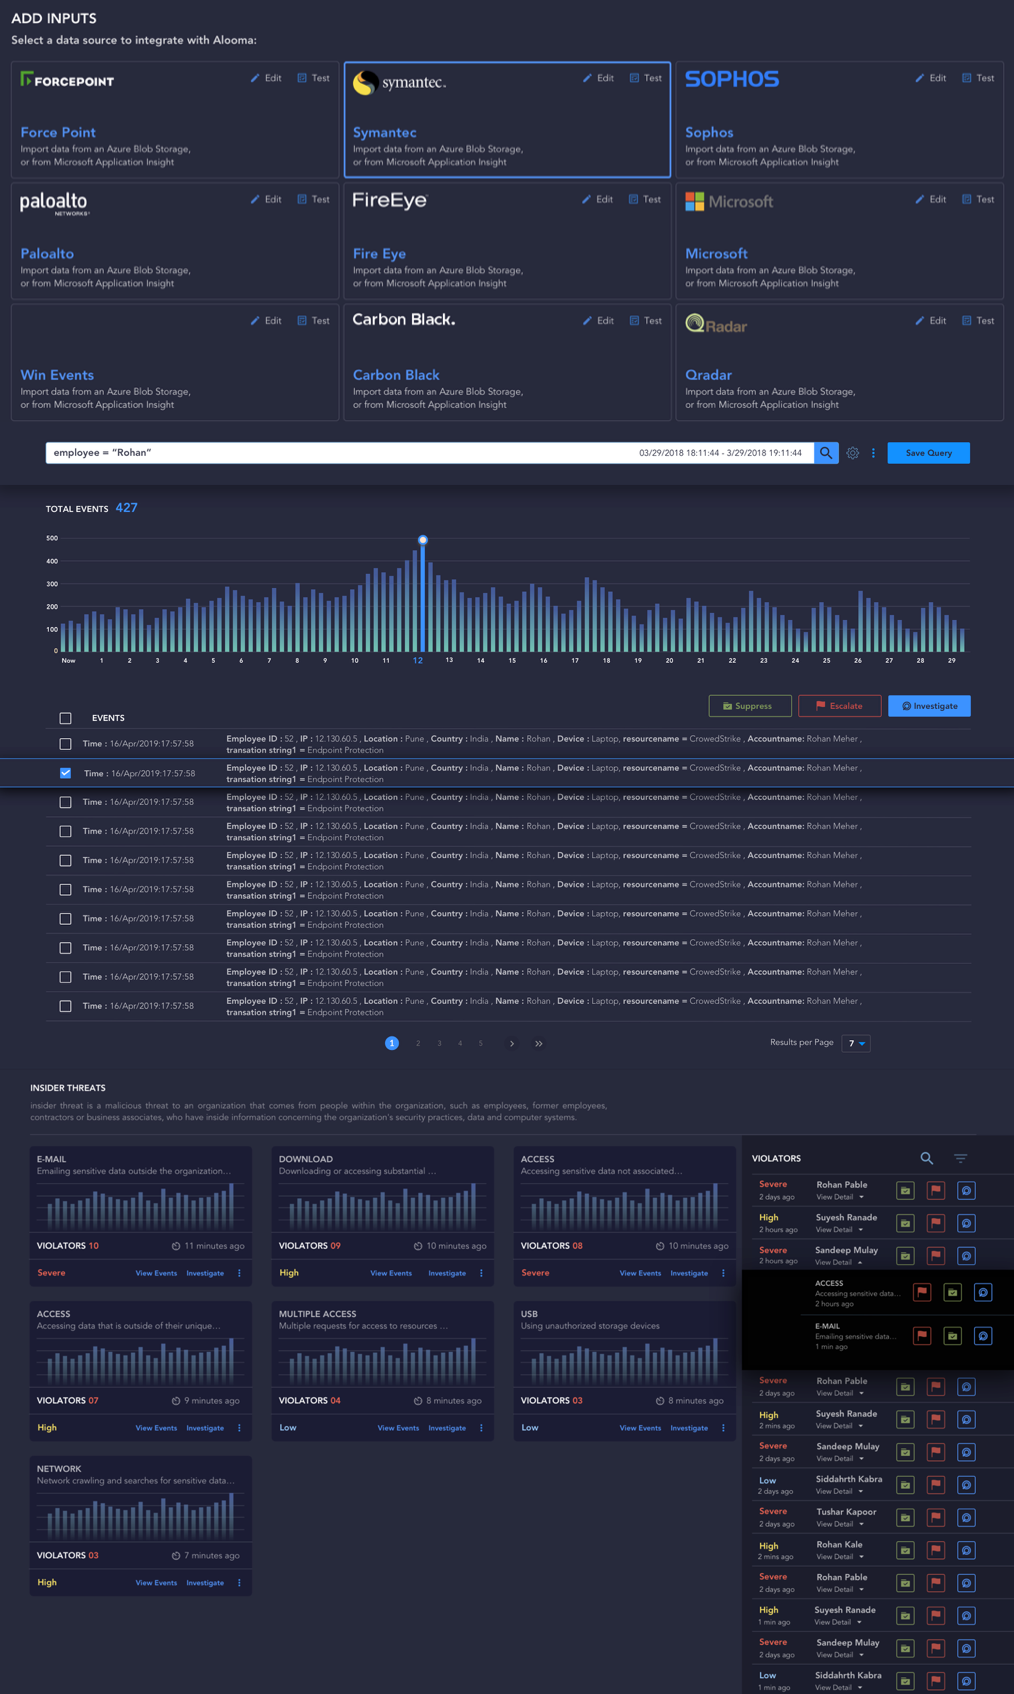 ADD INPUTS
Select a data source to integrate with Alooma:
FORCEPOINT Edit Test
Force Point
Import data from an Azure Blob Storage,
or from Microsoft Application Insight
symantec. Edit Test
Symantec
Import data from an Azure Blob Storage,
or from Microsoft Application Insight
SOPHOS Edit Test
Sophos
Import data from an Azure Blob Storage,
or from Microsoft Application Insight
paloalto NETWORKS Edit Test
Paloalto
Import data from an Azure Blob Storage,
or from Microsoft Application Insight
FireEye Edit Test
Fire Eye
Import data from an Azure Blob Storage,
or from Microsoft Application Insight
Microsoft Edit Test
Microsoft
Import data from an Azure Blob Storage,
or from Microsoft Application Insight
Edit Test
Win Events
Import data from an Azure Blob Storage,
or from Microsoft Application Insight
Carbon Black. Edit Test
Carbon Black
Import data from an Azure Blob Storage,
or from Microsoft Application Insight
QRadar Edit Test
Qradar
Import data from an Azure Blob Storage,
or from Microsoft Application Insight
employee = “Rohan” 03/29/2018 18:11:44 - 3/29/2018 19:11:44 Save Query
TOTAL EVENTS 427
500
400
300
200
100
0
Now 1 2 3 4 5 6 7 8 9 10 11 12 13 14 15 16 17 18 19 20 21 22 23 24 25 26 27 28 29
Suppress Escalate Investigate
EVENTS
Time : 16/Apr/2019:17:57:58 Employee ID : 52 , IP : 12.130.60.5 , Location : Pune , Country : India , Name : Rohan , Device : Laptop, resourcename = CrowedStrike , Accountname: Rohan Meher ,
transation string1 = Endpoint Protection
Time : 16/Apr/2019:17:57:58 Employee ID : 52 , IP : 12.130.60.5 , Location : Pune , Country : India , Name : Rohan , Device : Laptop, resourcename = CrowedStrike , Accountname: Rohan Meher ,
transation string1 = Endpoint Protection
Time : 16/Apr/2019:17:57:58 Employee ID : 52 , IP : 12.130.60.5 , Location : Pune , Country : India , Name : Rohan , Device : Laptop, resourcename = CrowedStrike , Accountname: Rohan Meher ,
transation string1 = Endpoint Protection
Time : 16/Apr/2019:17:57:58 Employee ID : 52 , IP : 12.130.60.5 , Location : Pune , Country : India , Name : Rohan , Device : Laptop, resourcename = CrowedStrike , Accountname: Rohan Meher ,
transation string1 = Endpoint Protection
Time : 16/Apr/2019:17:57:58 Employee ID : 52 , IP : 12.130.60.5 , Location : Pune , Country : India , Name : Rohan , Device : Laptop, resourcename = CrowedStrike , Accountname: Rohan Meher ,
transation string1 = Endpoint Protection
Time : 16/Apr/2019:17:57:58 Employee ID : 52 , IP : 12.130.60.5 , Location : Pune , Country : India , Name : Rohan , Device : Laptop, resourcename = CrowedStrike , Accountname: Rohan Meher ,
transation string1 = Endpoint Protection
Time : 16/Apr/2019:17:57:58 Employee ID : 52 , IP : 12.130.60.5 , Location : Pune , Country : India , Name : Rohan , Device : Laptop, resourcename = CrowedStrike , Accountname: Rohan Meher ,
transation string1 = Endpoint Protection
Time : 16/Apr/2019:17:57:58 Employee ID : 52 , IP : 12.130.60.5 , Location : Pune , Country : India , Name : Rohan , Device : Laptop, resourcename = CrowedStrike , Accountname: Rohan Meher ,
transation string1 = Endpoint Protection
Time : 16/Apr/2019:17:57:58 Employee ID : 52 , IP : 12.130.60.5 , Location : Pune , Country : India , Name : Rohan , Device : Laptop, resourcename = CrowedStrike , Accountname: Rohan Meher ,
transation string1 = Endpoint Protection
Time : 16/Apr/2019:17:57:58 Employee ID : 52 , IP : 12.130.60.5 , Location : Pune , Country : India , Name : Rohan , Device : Laptop, resourcename = CrowedStrike , Accountname: Rohan Meher ,
transation string1 = Endpoint Protection
1 2 3 4 5 > >> Results per Page 7
INSIDER THREATS
insider threat is a malicious threat to an organization that comes from people within the organization, such as employees, former employees,
contractors or business associates, who have inside information concerning the organization's security practices, data and computer systems.
E-MAIL
Emailing sensitive data outside the organization...
VIOLATORS 10 11 minutes ago
Severe View Events Investigate
DOWNLOAD
Downloading or accessing substantial ...
VIOLATORS 09 10 minutes ago
High View Events Investigate
ACCESS
Accessing sensitive data not associated...
VIOLATORS 08 10 minutes ago
Severe View Events Investigate
ACCESS
Accessing data that is outside of their unique...
VIOLATORS 07 9 minutes ago
High View Events Investigate
MULTIPLE ACCESS
Multiple requests for access to resources ...
VIOLATORS 04 8 minutes ago
Low View Events Investigate
USB
Using unauthorized storage devices
VIOLATORS 03 8 minutes ago
Low View Events Investigate
NETWORK
Network crawling and searches for sensitive data...
VIOLATORS 03 7 minutes ago
High View Events Investigate
VIOLATORS
Severe Rohan Pable
2 days ago View Detail
High Suyesh Ranade
2 hours ago View Detail
Severe Sandeep Mulay
2 hours ago View Detail
ACCESS
Accessing sensitive data...
2 hours ago
E-MAIL
Emailing sensitive data...
1 min ago
Severe Rohan Pable
2 days ago View Detail
High Suyesh Ranade
2 mins ago View Detail
Severe Sandeep Mulay
2 days ago View Detail
Low Siddahrth Kabra
2 days ago View Detail
Severe Tushar Kapoor
2 days ago View Detail
High Rohan Kale
2 mins ago View Detail
Severe Rohan Pable
2 days ago View Detail
High Suyesh Ranade
1 min ago View Detail
Severe Sandeep Mulay
2 days ago View Detail
Low Siddahrth Kabra
1 min ago View Detail